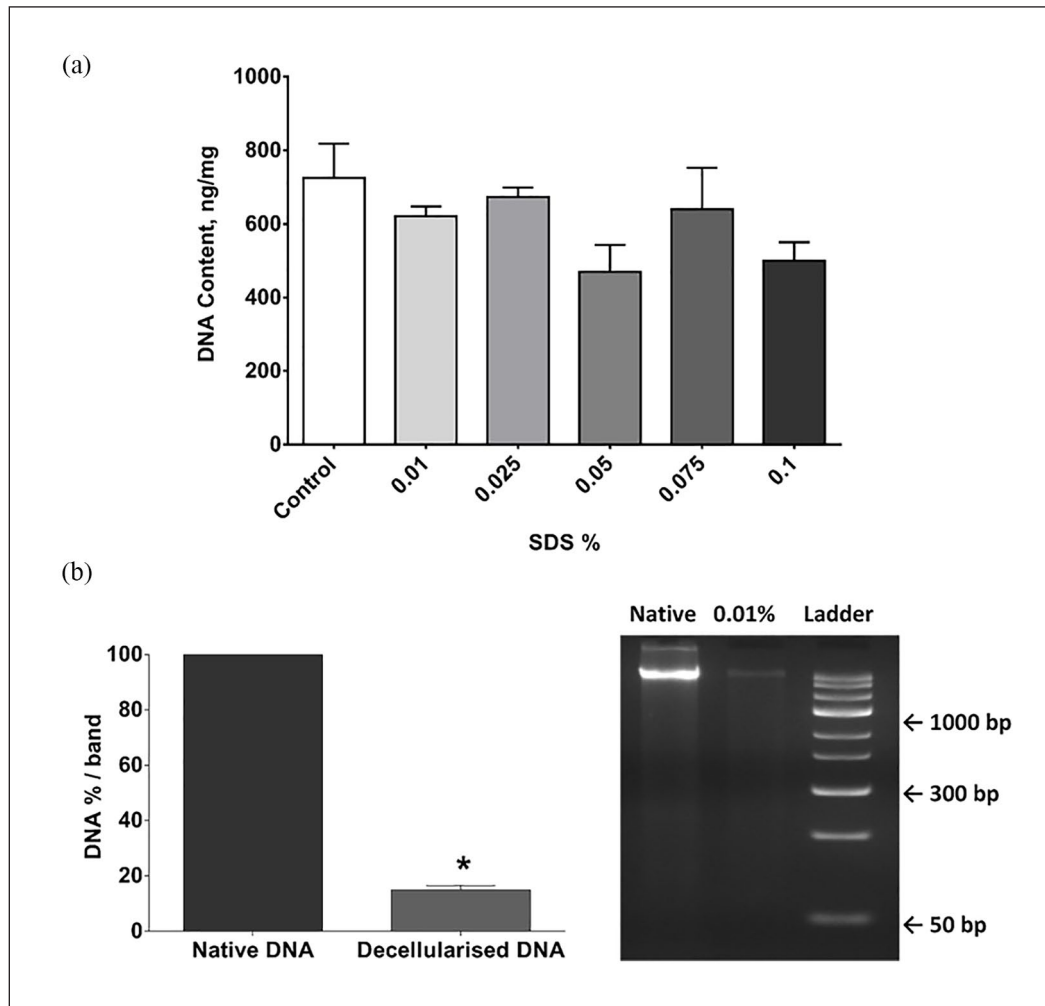 (a)
1000
800
600
400
200
0
DNA Content, ng/mg
Control
0.01
0.025
0.05
0.075
0.1
SDS %
(b)
100
80
60
40
20
0
DNA % / band
*
Native DNA
Decellularised DNA
Native 0.01% Ladder
← 1000 bp
← 300 bp
← 50 bp